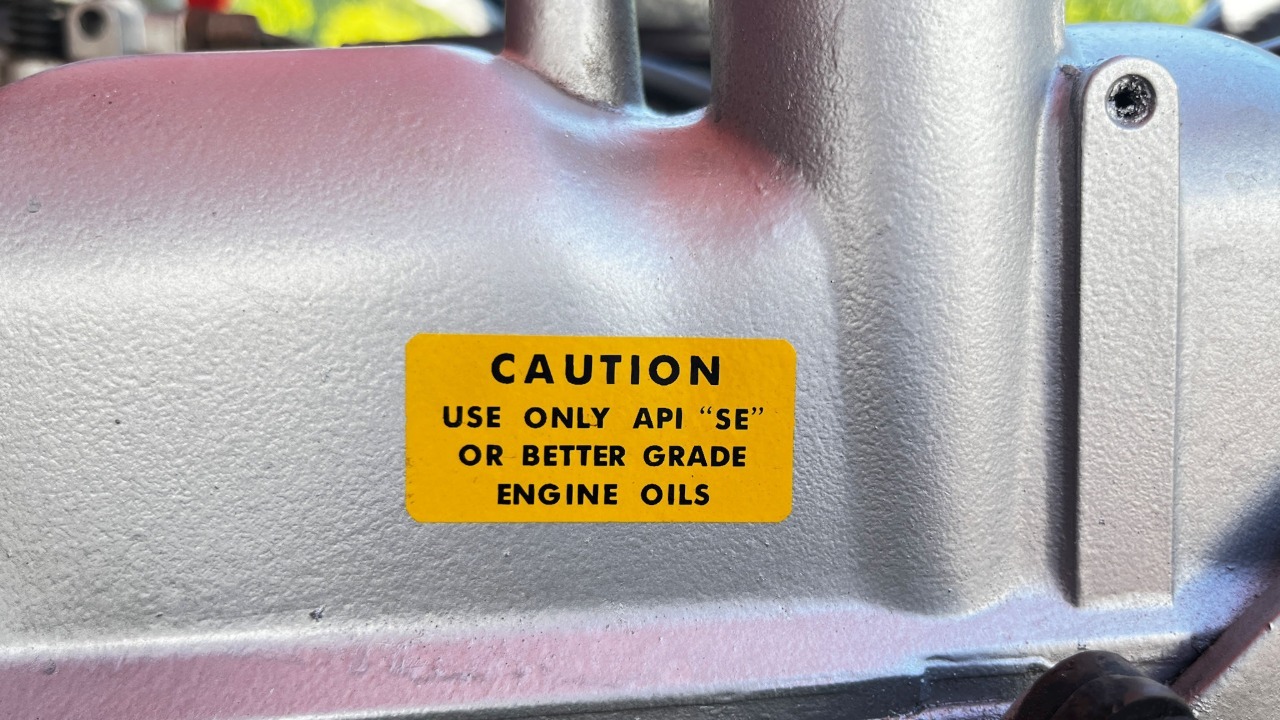 CAUTION
USE ONLY API “SE”
OR BETTER GRADE
ENGINE OILS